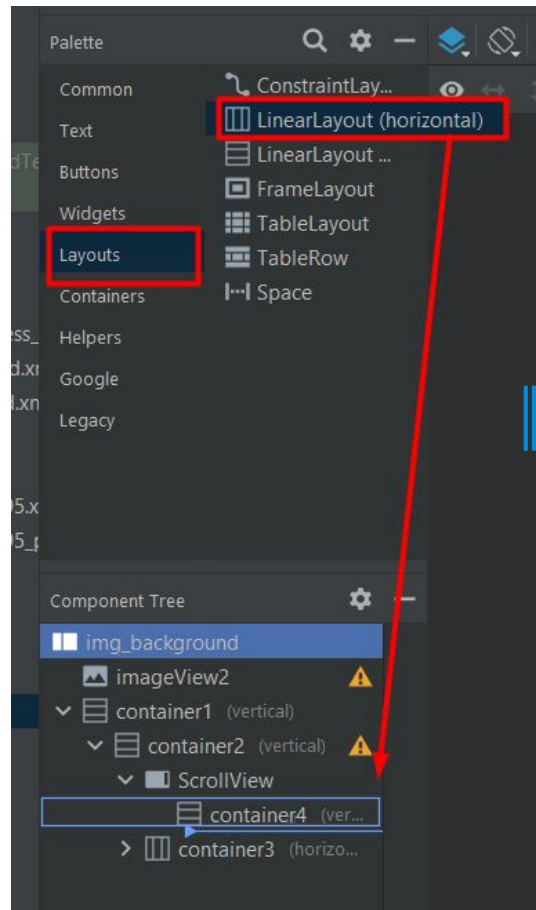 Palette
Common
Text
Buttons
Widgets
Layouts
Containers
Helpers
Google
Legacy
ConstraintLay...
LinearLayout (horizontal)
LinearLayout ...
FrameLayout
TableLayout
TableRow
Space
Component Tree
img_background
imageView2
container1 (vertical)
container2 (vertical)
ScrollView
container4 (ver...
container3 (horizo...